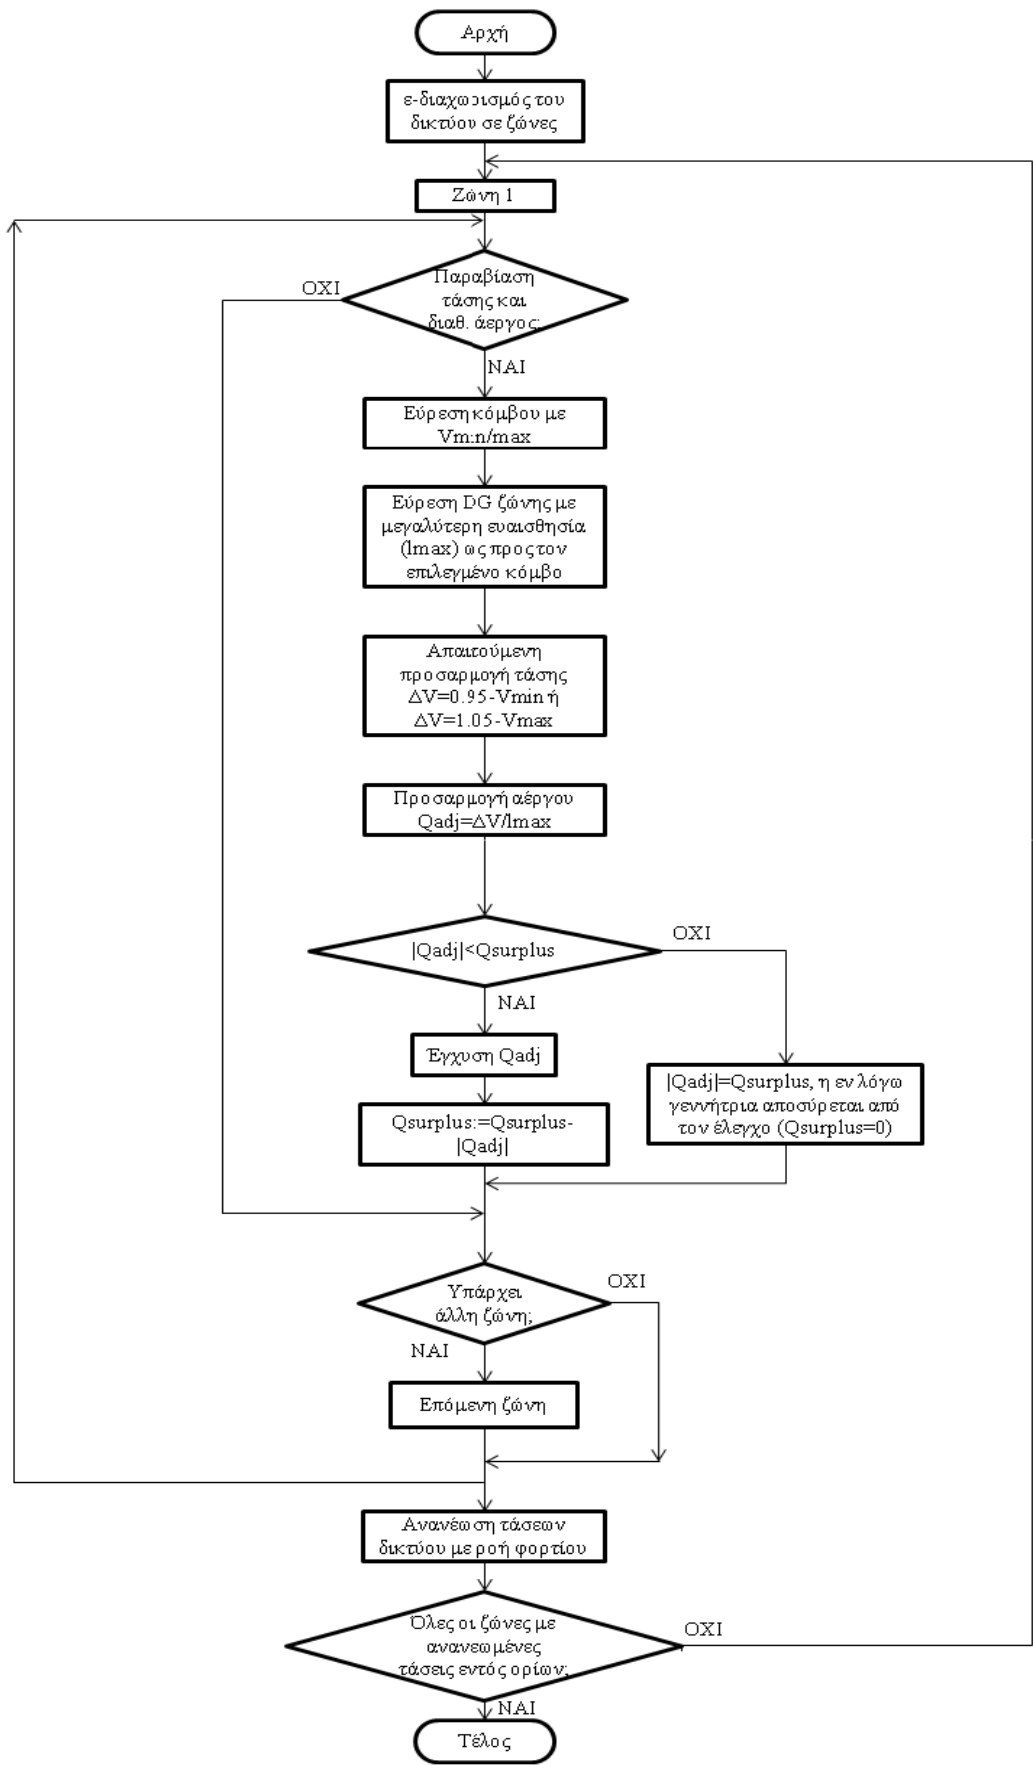 Αρχή
ε-διαχωρισμός του
δικτύου σε ζώνες
Ζώνη 1
Παραβίαση
τάσης και
διαθ. άεργος;
ΟΧΙ
ΝΑΙ
Εύρεση κόμβου με
Vmin/max
Εύρεση DG ζώνης με
μεγαλύτερη ευαισθησία
(lmax) ως προς τον
επιλεγμένο κόμβο
Απαιτούμενη
προσαρμογή τάσης
ΔV=0.95-Vmin ή
ΔV=1.05-Vmax
Προσαρμογή αέργου
Qadj=ΔV/lmax
|Qadj|<Qsurplus
ΟΧΙ
ΝΑΙ
Έγχυση Qadj
|Qadj|=Qsurplus, η εν λόγω
γεννήτρια αποσύρεται από
τον έλεγχο (Qsurplus=0)
Qsurplus:=Qsurplus-
|Qadj|
Υπάρχει
άλλη ζώνη;
ΟΧΙ
ΝΑΙ
Επόμενη ζώνη
Ανανέωση τάσεων
δικτύου με ροή φορτίου
Όλες οι ζώνες με
ανανεωμένες
τάσεις εντός ορίων;
ΟΧΙ
ΝΑΙ
Τέλος